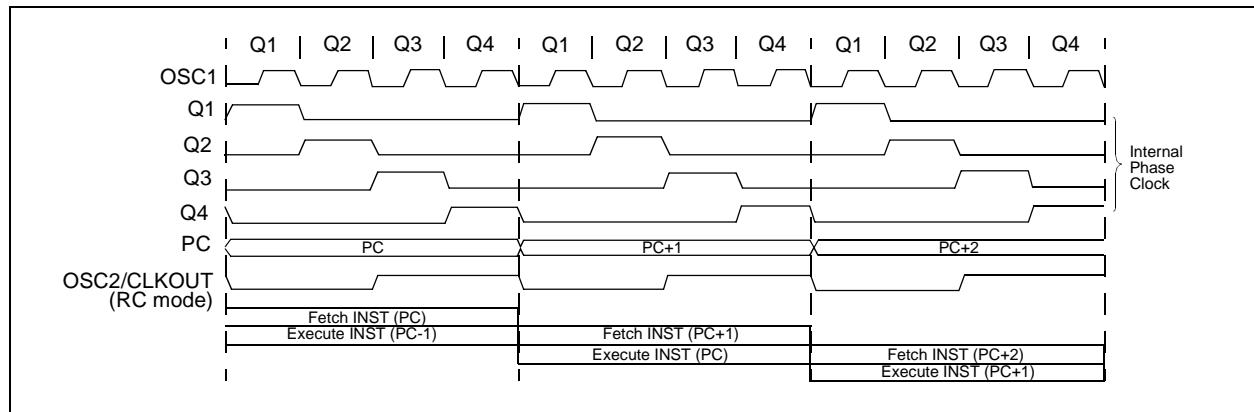 Q1 Q2 Q3 Q4 Q1 Q2 Q3 Q4 Q1 Q2 Q3 Q4
OSC1
Q1
Q2
Q3
Q4
Internal
Phase
Clock
PC PC PC+1 PC+2
OSC2/CLKOUT
(RC mode)
Fetch INST (PC)
Execute INST (PC-1) Fetch INST (PC+1)
Execute INST (PC) Fetch INST (PC+2)
Execute INST (PC+1)